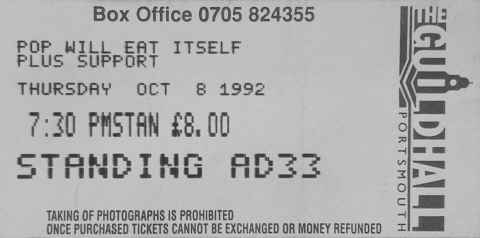 Box Office 0705 824355
POP WILL EAT ITSELF
PLUS SUPPORT
THURSDAY OCT 8 1992
7:30 PMSTAN £8.00
STANDING AD33
TAKING OF PHOTOGRAPHS IS PROHIBITED
ONCE PURCHASED TICKETS CANNOT BE EXCHANGED OR MONEY REFUNDED
THE
GUILDHALL
PORTSMOUTH